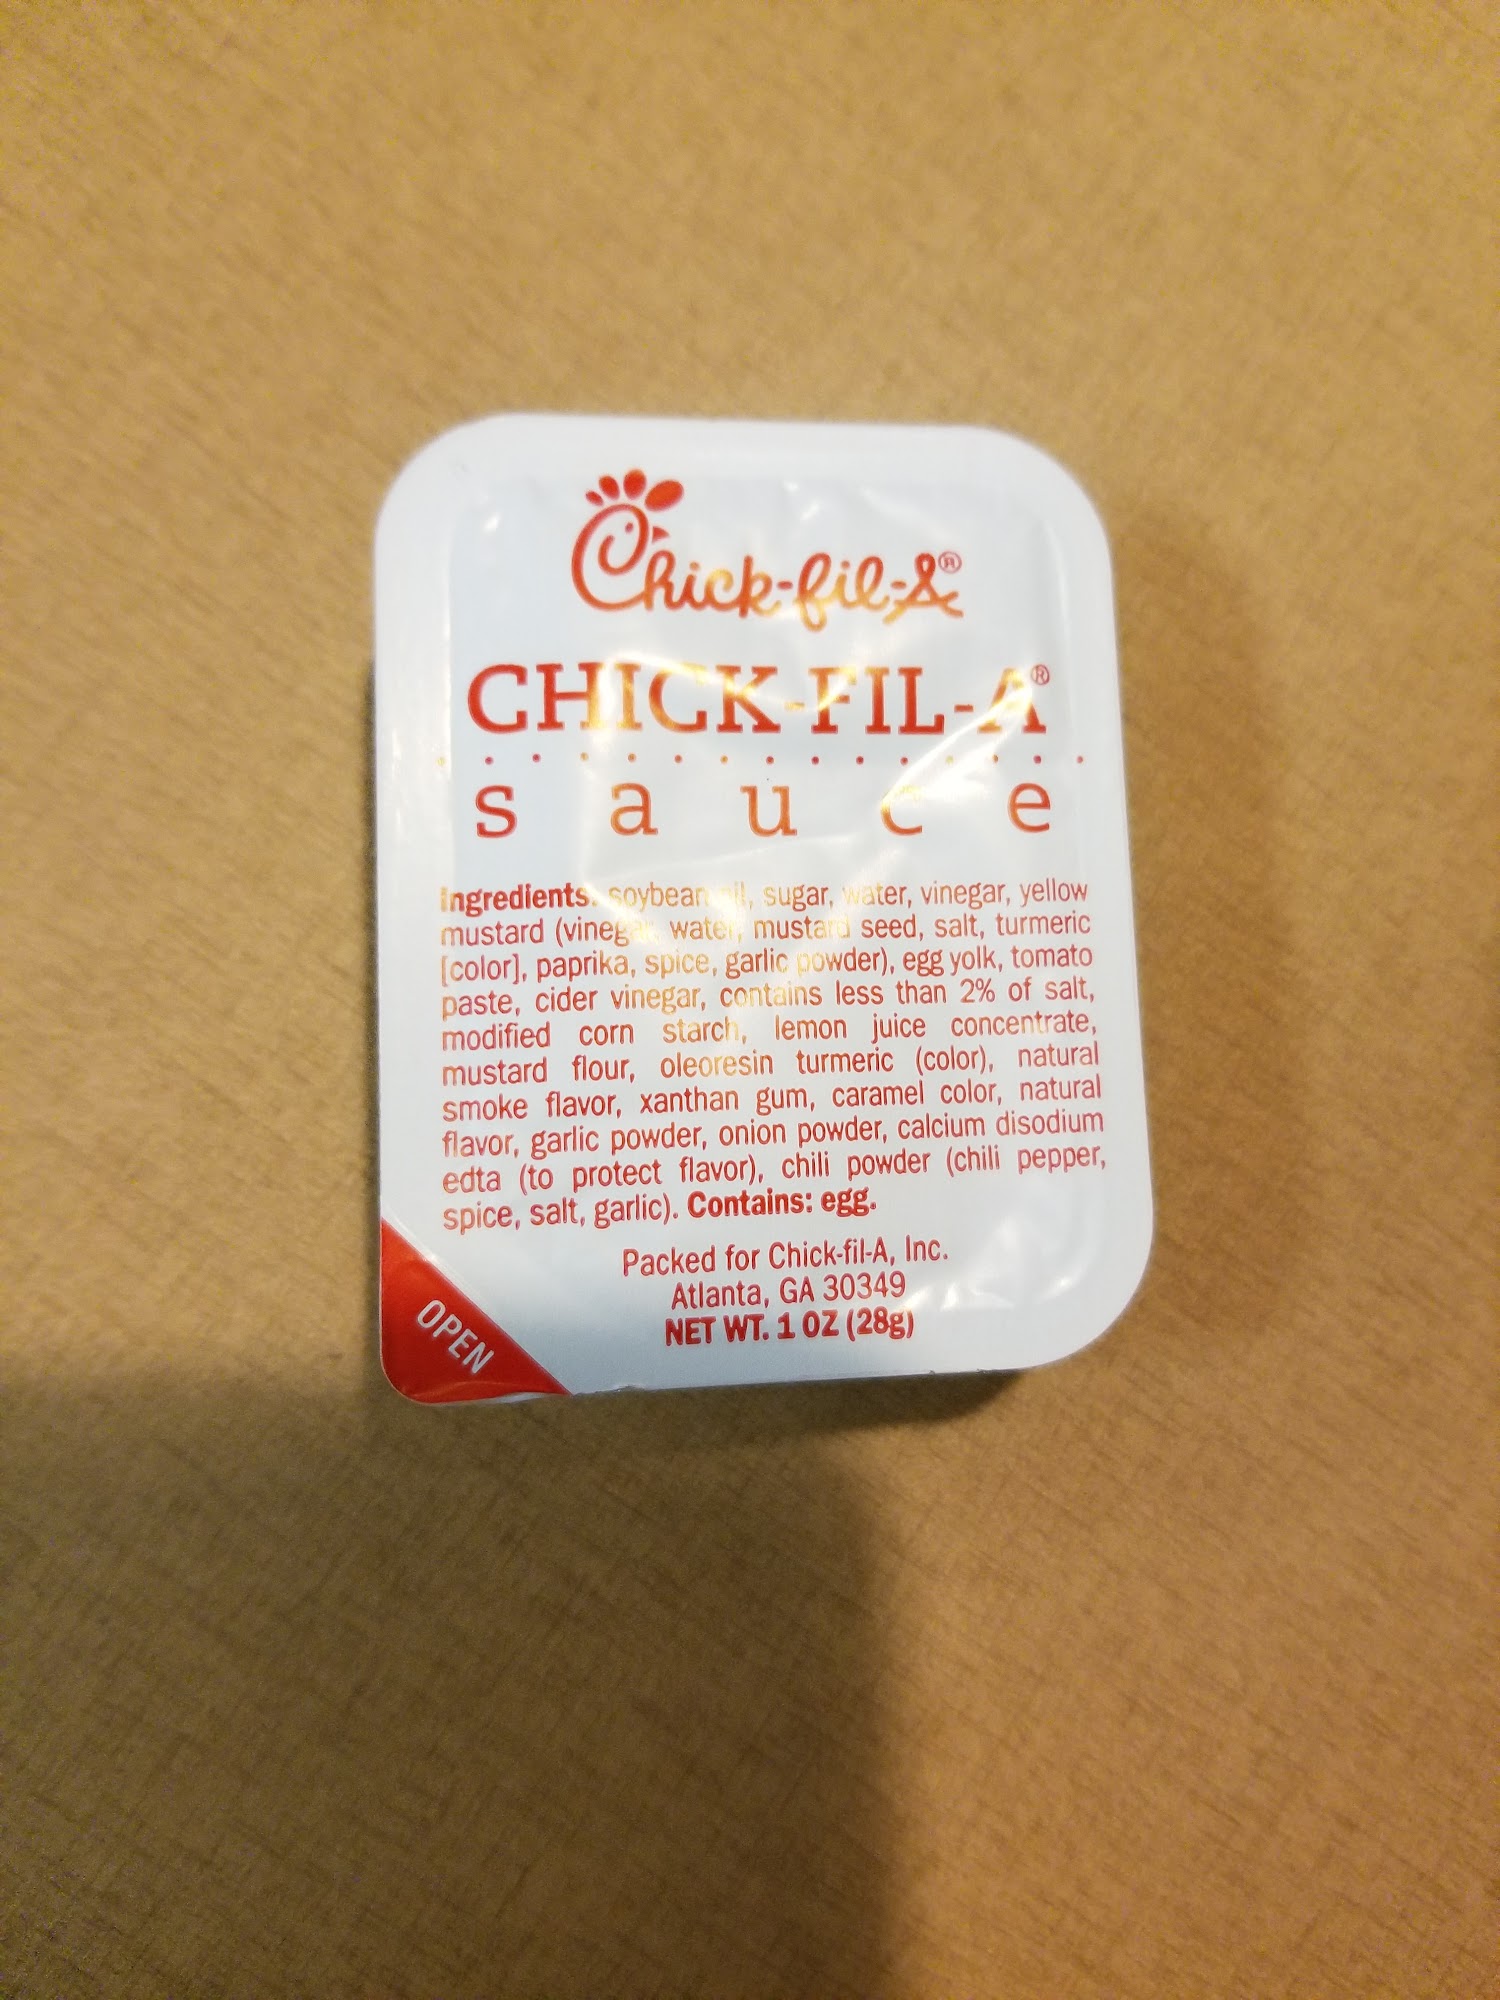 Chick-fil-A®
CHICK-FIL-A®
sauce
Ingredients: soybean oil, sugar, water, vinegar, yellow
mustard (vinegar, water, mustard seed, salt, turmeric
[color], paprika, spice, garlic powder), egg yolk, tomato
paste, cider vinegar, contains less than 2% of salt,
modified corn starch, lemon juice concentrate,
mustard flour, oleoresin turmeric (color), natural
smoke flavor, xanthan gum, caramel color, natural
flavor, garlic powder, onion powder, calcium disodium
edta (to protect flavor), chili powder (chili pepper,
spice, salt, garlic). Contains: egg.
Packed for Chick-fil-A, Inc.
Atlanta, GA 30349
NET WT. 1 OZ (28g)
OPEN